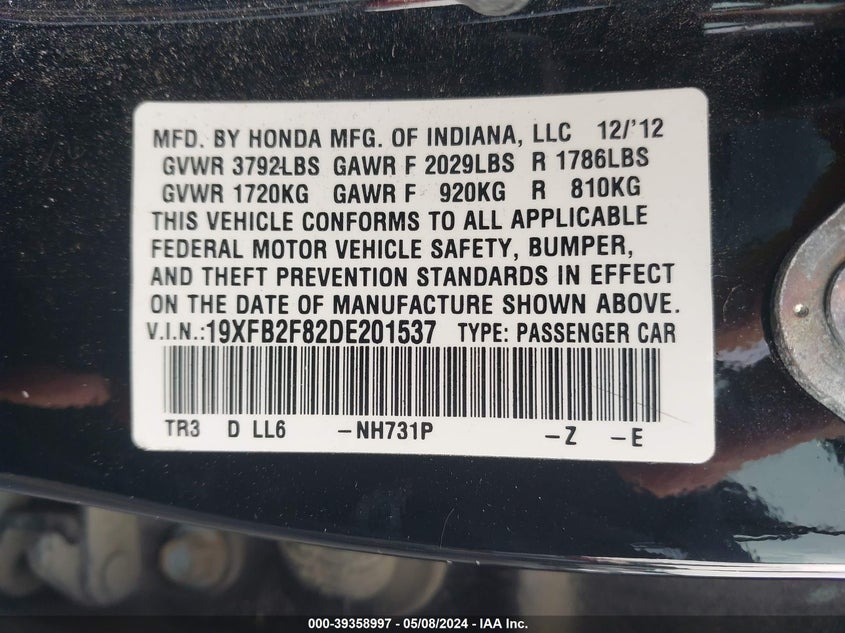 MFD. BY HONDA MFG. OF INDIANA, LLC 12/'12
GVWR 3792LBS GAWR F 2029LBS R 1786LBS
GVWR 1720KG GAWR F 920KG R 810KG
THIS VEHICLE CONFORMS TO ALL APPLICABLE
FEDERAL MOTOR VEHICLE SAFETY, BUMPER,
AND THEFT PREVENTION STANDARDS IN EFFECT
ON THE DATE OF MANUFACTURE SHOWN ABOVE.
V.I.N.:19XFB2F82DE201537 TYPE: PASSENGER CAR
TR3 D LL6 -NH731P -Z -E
000-39358997 - 05/08/2024 - IAA Inc.